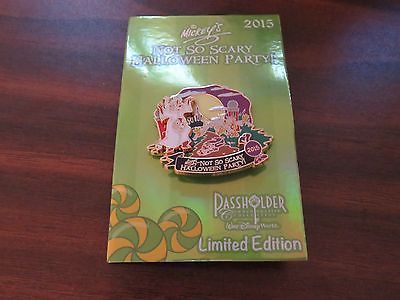 Mickey's
2015
Not So Scary
Halloween Party!
Not So Scary
Halloween Party!
2015
Passholder
Walt Disney World
Limited Edition